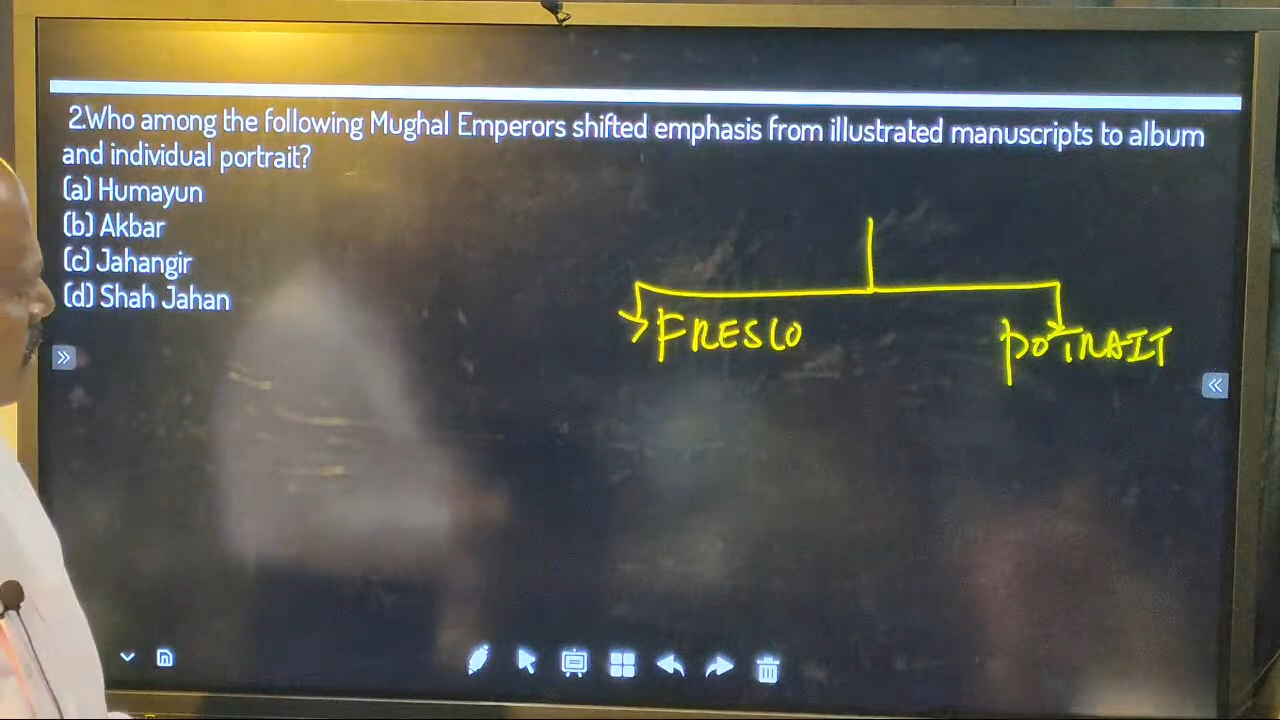 2.Who among the following Mughal Emperors shifted emphasis from illustrated manuscripts to album
and individual portrait?
(a) Humayun
(b) Akbar
(c) Jahangir
(d) Shah Jahan
FRESCO
POTRAIT